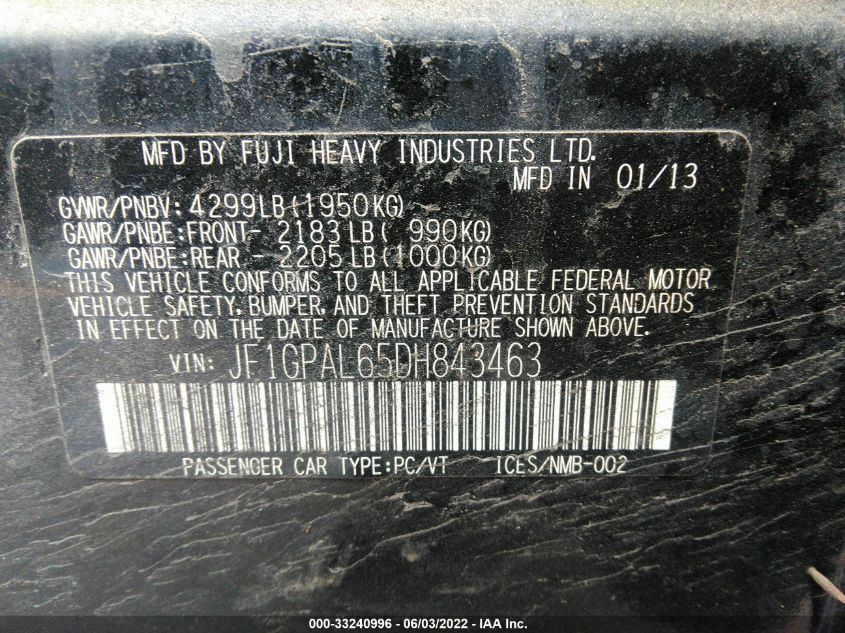 MFD BY FUJI HEAVY INDUSTRIES LTD.
MFD IN 01/13
GVWR/PNBV: 4299LB(1950KG)
GAWR/PNBE:FRONT- 2183LB( 990KG)
GAWR/PNBE:REAR - 2205LB(1000KG)
THIS VEHICLE CONFORMS TO ALL APPLICABLE FEDERAL MOTOR
VEHICLE SAFETY, BUMPER, AND THEFT PREVENTION STANDARDS
IN EFFECT ON THE DATE OF MANUFACTURE SHOWN ABOVE.
VIN: JF1GPAL65DH843463
PASSENGER CAR TYPE:PC/VT ICES/NMB-002
000-33240996 - 06/03/2022 - IAA Inc.